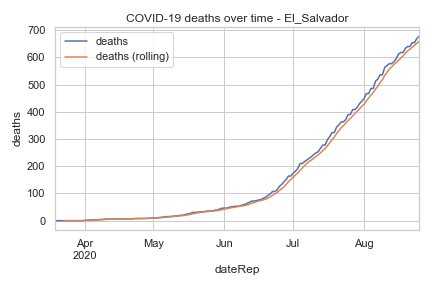 COVID-19 deaths over time - El_Salvador
deaths
deaths (rolling)
700
600
500
400
300
200
100
0
deaths
Apr
2020
May
Jun
Jul
Aug
dateRep